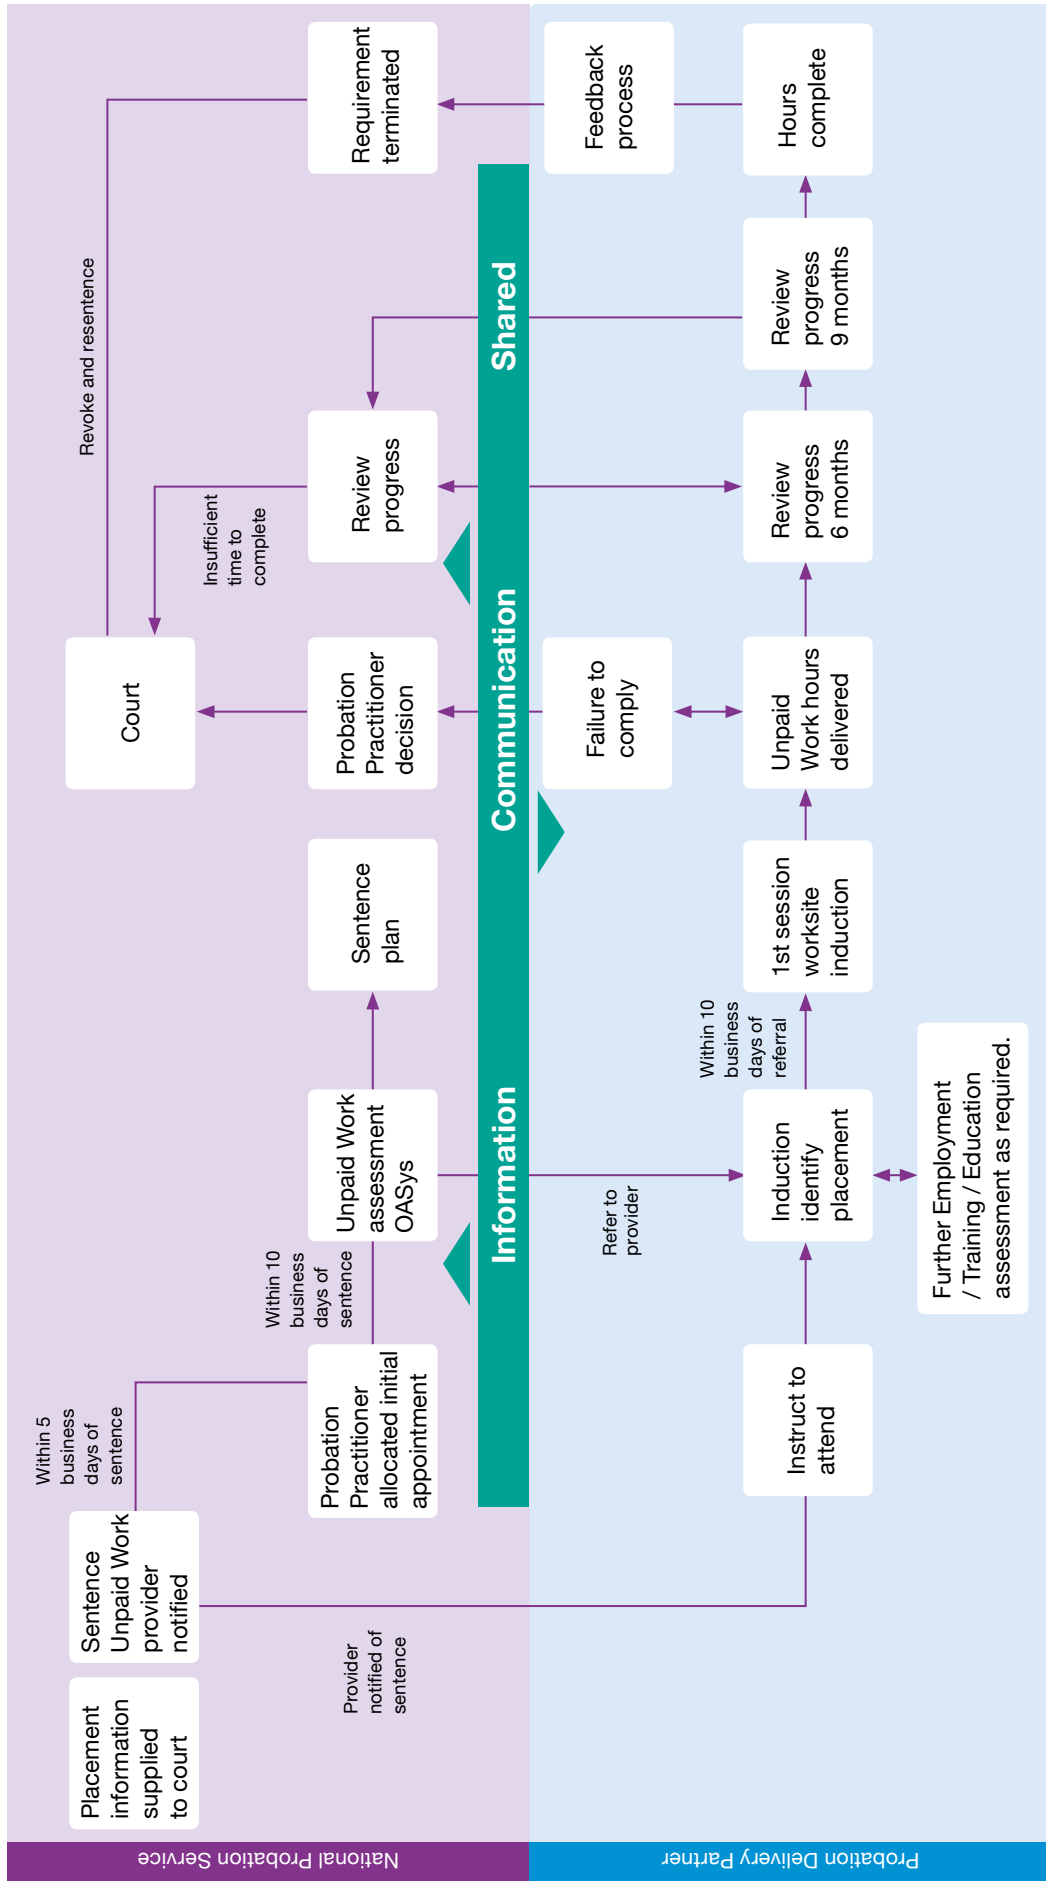 National Probation Service
Placement
information
supplied
to court
Sentence
Unpaid Work
provider
notified
Within 5
business
days of
sentence
Provider
notified of
sentence
Probation
Practitioner
allocated initial
appointment
Within 10
business
days of
sentence
Unpaid Work
assessment
OASys
Sentence
plan
Court
Probation
Practitioner
decision
Insufficient
time to
complete
Review
progress
Revoke and resentence
Requirement
terminated
Information
Communication
Shared
Probation Delivery Partner
Instruct to
attend
Refer to
provider
Induction
identify
placement
Further Employment
/ Training / Education
assessment as required.
Within 10
business
days of
referral
1st session
worksite
induction
Failure to
comply
Unpaid
Work hours
delivered
Review
progress
6 months
Review
progress
9 months
Feedback
process
Hours
complete